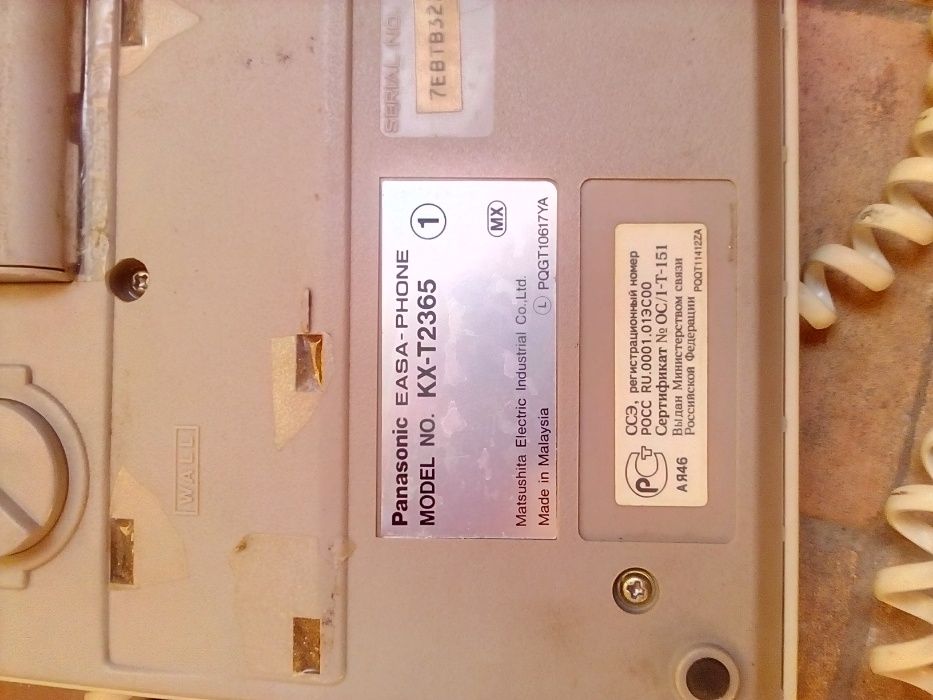 SERIAL NO.
7EBTB32
Panasonic EASA-PHONE
MODEL NO. KX-T2365
1
MX
Matsushita Electric Industrial Co.,Ltd.
Made in Malaysia
L PQGT10617YA
WALL
РСТ
АЯ46
ССЭ, регистрационный номер
РОСС RU.0001.013С00
Сертификат № ОС/1-Т-151
Выдан Министерством связи
Российской Федерации
PQQT11412ZA